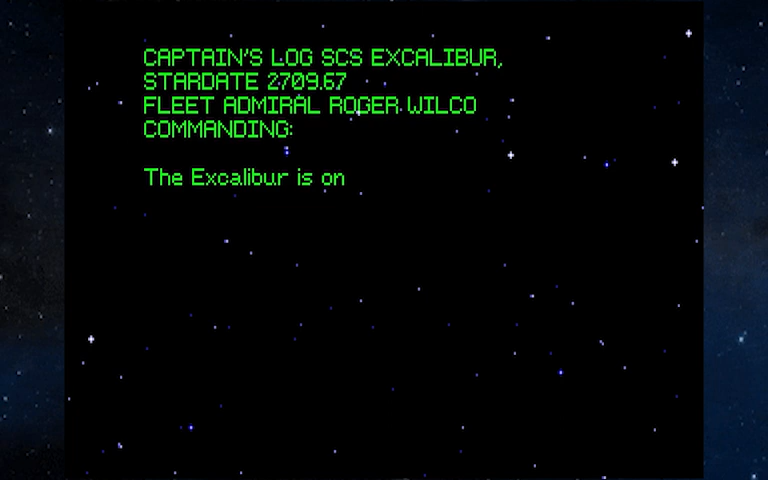 CAPTAIN'S LOG SCS EXCALIBUR,
STARDATE 2709.67
FLEET ADMIRAL ROGER WILCO
COMMANDING:
The Excalibur is on